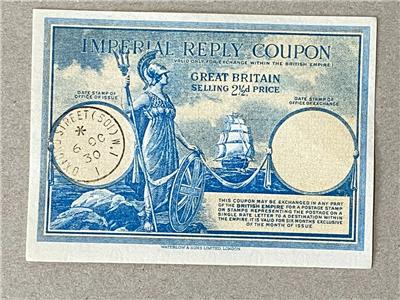 IMPERIAL REPLY COUPON
(VALID ONLY FOR EXCHANGE WITHIN THE BRITISH EMPIRE)
GREAT BRITAIN
SELLING 2½d PRICE
DATE STAMP OF
OFFICE OF ISSUE
DATE STAMP OF
OFFICE OF EXCHANGE
STREET (501) W.1
*
6 OC
30
THIS COUPON MAY BE EXCHANGED IN ANY PART
OF THE BRITISH EMPIRE FOR A POSTAGE STAMP
OR STAMPS REPRESENTING THE POSTAGE ON A
SINGLE RATE LETTER TO A DESTINATION WITHIN
THE EMPIRE. IT IS VALID FOR SIX MONTHS EXCLUSIVE
OF THE MONTH OF ISSUE.
WATERLOW & SONS LIMITED, LONDON.